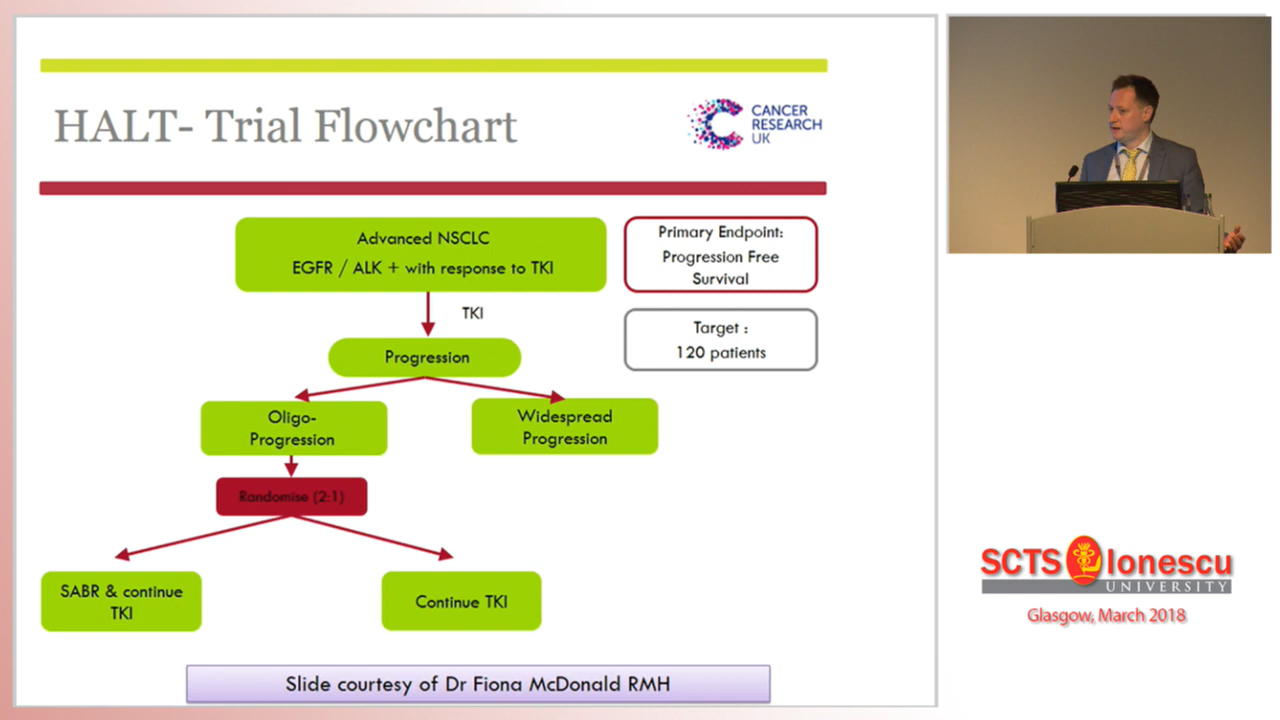 HALT- Trial Flowchart
CANCER
RESEARCH
UK
Advanced NSCLC
EGFR / ALK + with response to TKI
Primary Endpoint:
Progression Free
Survival
TKI
Target :
120 patients
Progression
Oligo-
Progression
Widespread
Progression
Randomise (2:1)
SABR & continue
TKI
Continue TKI
Slide courtesy of Dr Fiona McDonald RMH
SCTS Ionescu
UNIVERSITY
Glasgow, March 2018